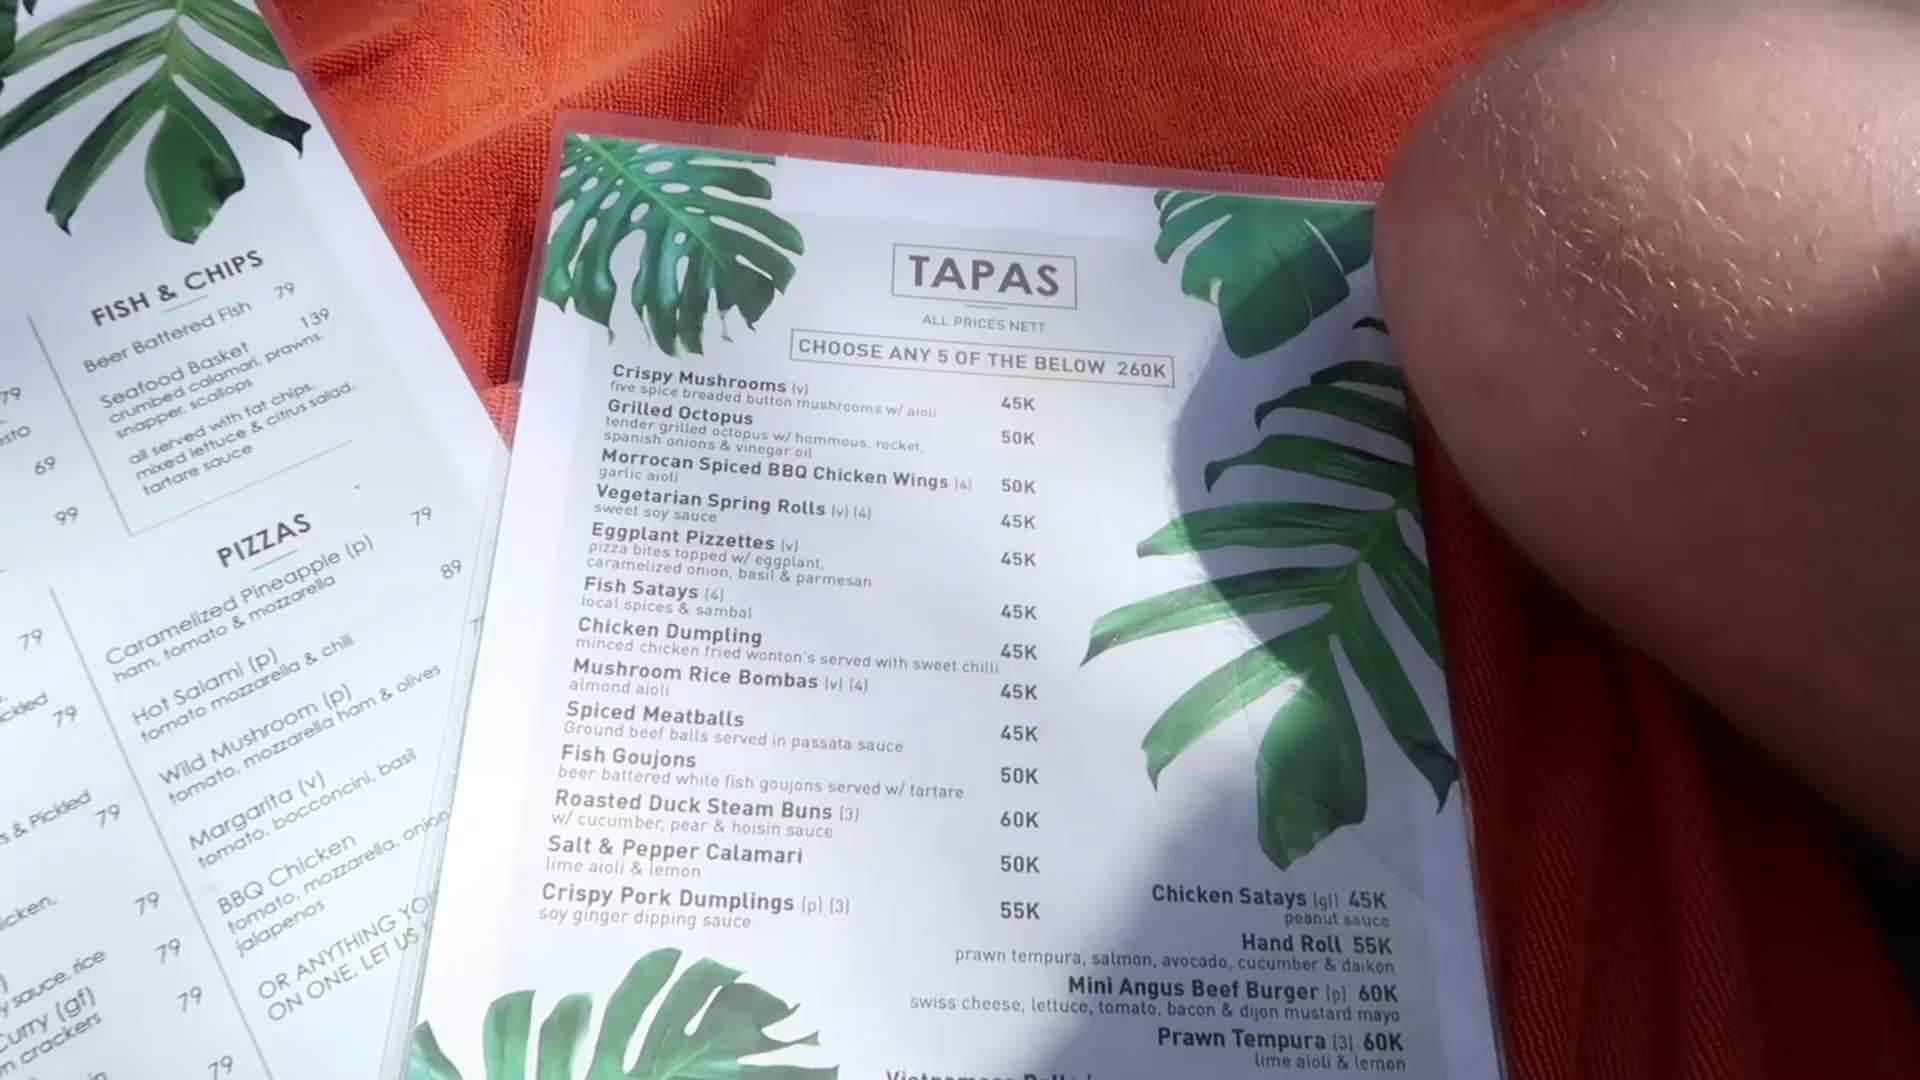 79
esto
69
99
79
ckled
79
s & Pickled
79
icken,
79
79
y sauce, rice
79
Curry (gf)
n crackers
79
FISH & CHIPS
Beer Battered Fish 79
Seafood Basket 139
crumbed calamari, prawns,
snapper, scallops
all served with fat chips,
mixed lettuce & citrus salad,
tartare sauce
PIZZAS
Caramelized Pineapple (p) 79
ham, tomato & mozzarella
Hot Salami (p) 89
tomato mozzarella & chili
Wild Mushroom (p)
tomato, mozzarella ham & olives
Margarita (v)
tomato, bocconcini, basil
BBQ Chicken
tomato, mozzarella, onion
jalapenos
OR ANYTHING YO
ON ONE, LET US
TAPAS
ALL PRICES NETT
CHOOSE ANY 5 OF THE BELOW 260K
Crispy Mushrooms (v) 45K
five spice breaded button mushrooms w/ aioli
Grilled Octopus 50K
tender grilled octopus w/ hommous, rocket,
spanish onions & vinegar oil
Morrocan Spiced BBQ Chicken Wings (4) 50K
garlic aioli
Vegetarian Spring Rolls (v) (4) 45K
sweet soy sauce
Eggplant Pizzettes (v) 45K
pizza bites topped w/ eggplant,
caramelized onion, basil & parmesan
Fish Satays (4) 45K
local spices & sambal
Chicken Dumpling 45K
minced chicken fried wonton's served with sweet chilli
Mushroom Rice Bombas (v) (4) 45K
almond aioli
Spiced Meatballs 45K
Ground beef balls served in passata sauce
Fish Goujons 50K
beer battered white fish goujons served w/ tartare
Roasted Duck Steam Buns (3) 60K
w/ cucumber, pear & hoisin sauce
Salt & Pepper Calamari 50K
lime aioli & lemon
Crispy Pork Dumplings (p) (3) 55K
soy ginger dipping sauce
Chicken Satays (gf) 45K
peanut sauce
Hand Roll 55K
prawn tempura, salmon, avocado, cucumber & daikon
Mini Angus Beef Burger (p) 60K
swiss cheese, lettuce, tomato, bacon & dijon mustard mayo
Prawn Tempura (3) 60K
lime aioli & lemon